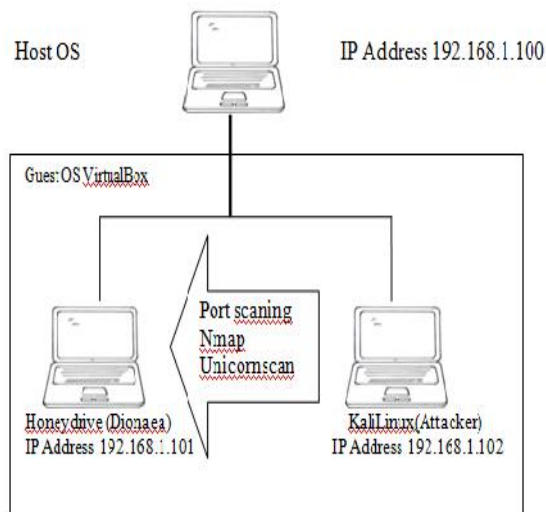 Host OS
IP Address 192.168.1.100
Guest OS VirtualBox
Port scaning
Nmap
Unicornscan
Honeydrive (Dionaea)
IP Address 192.168.1.101
KaliLinux(Attacker)
IP Address 192.168.1.102